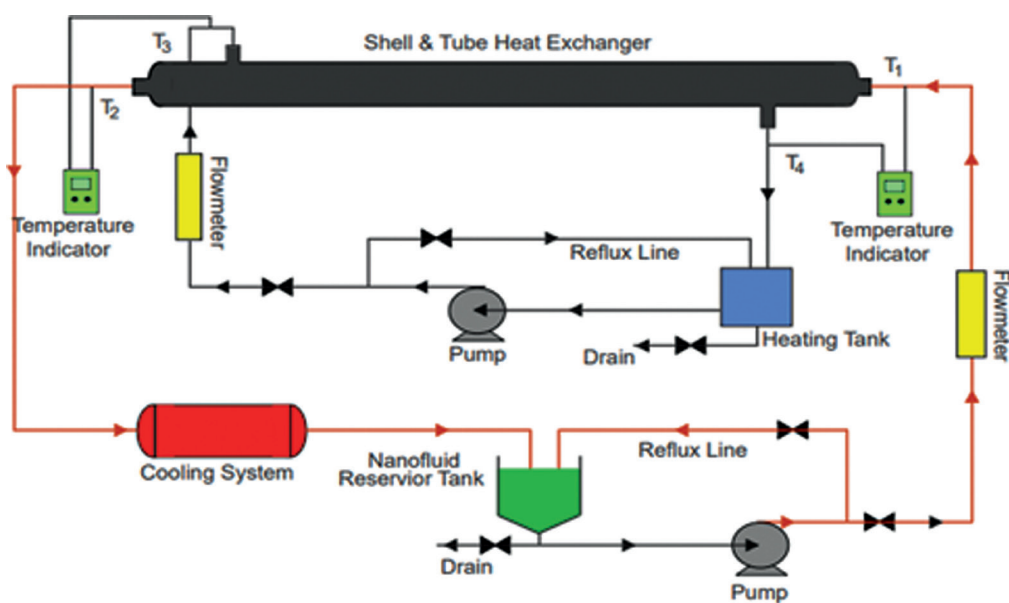 T3
Shell & Tube Heat Exchanger
T1
T2
Flowmeter
T4
Temperature
Indicator
Temperature
Indicator
Reflux Line
Flowmeter
Pump
Drain
Heating Tank
Cooling System
Nanofluid
Reservior Tank
Reflux Line
Drain
Pump